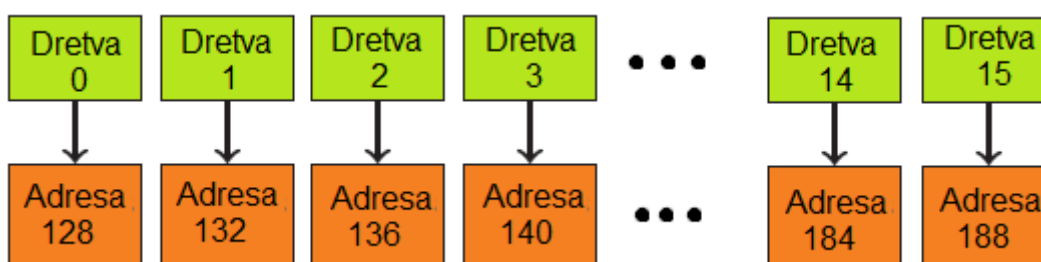 Dretva 0
Dretva 1
Dretva 2
Dretva 3
Dretva 14
Dretva 15
Adresa 128
Adresa 132
Adresa 136
Adresa 140
Adresa 184
Adresa 188